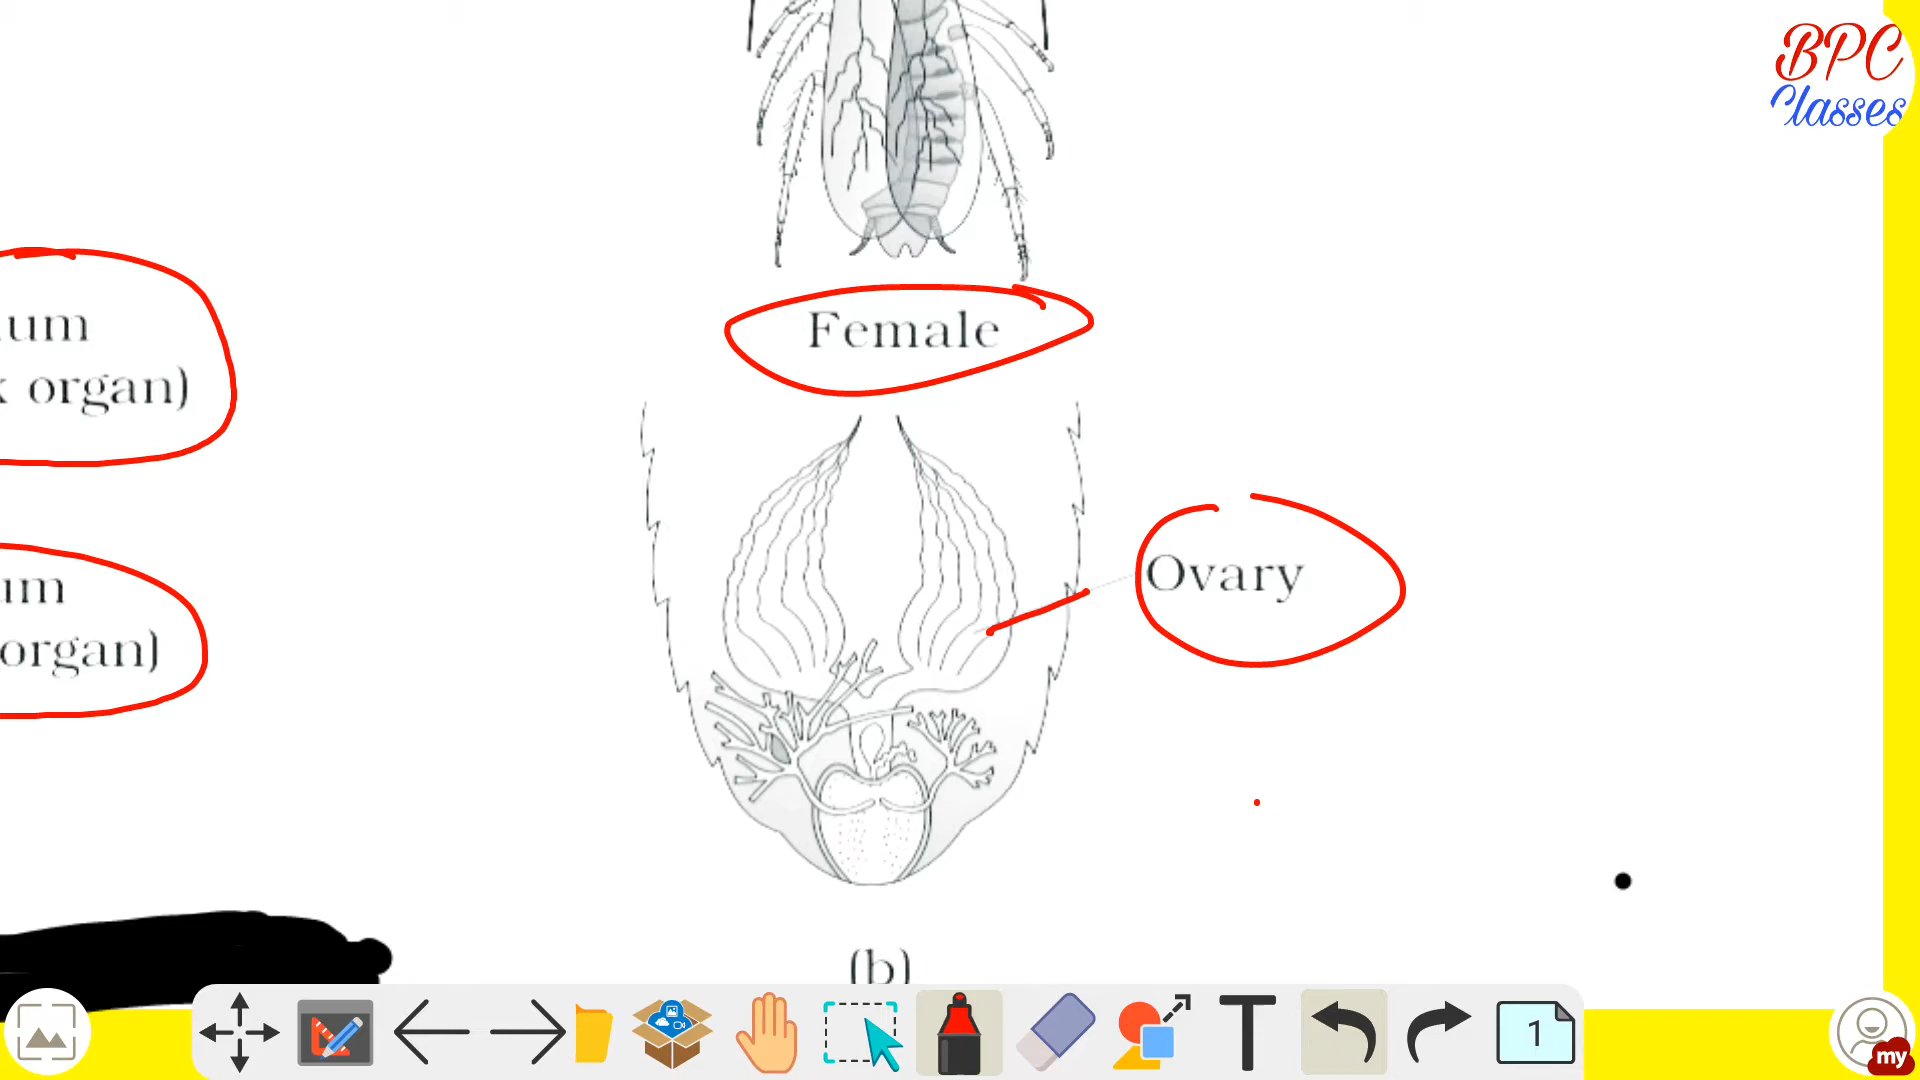 BPC
Classes
um
organ)
Female
Ovary
um
organ)
(b)
1
my